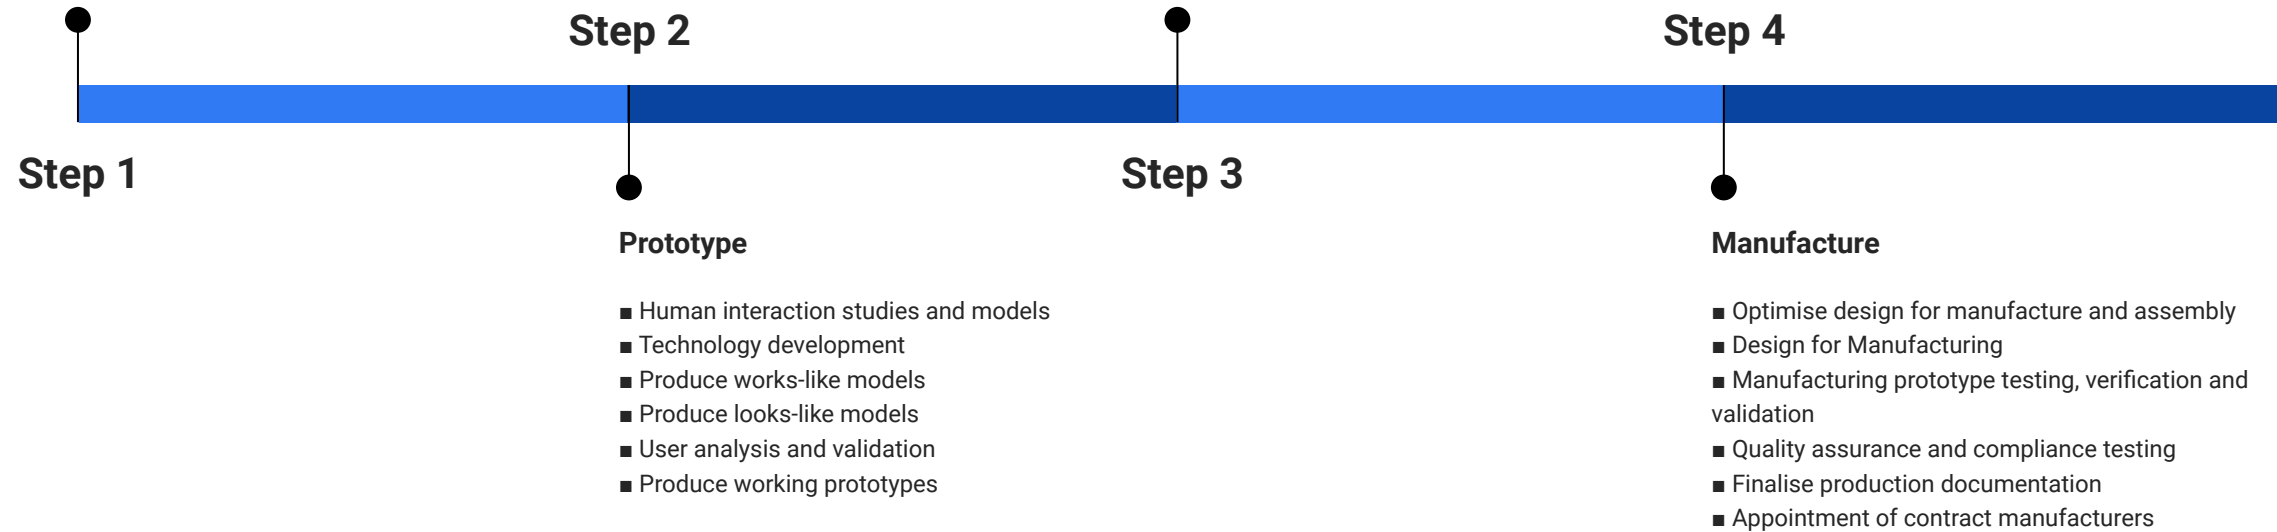 Step 2
Step 4
Step 1
Step 3
Prototype
■ Human interaction studies and models
■ Technology development
■ Produce works-like models
■ Produce looks-like models
■ User analysis and validation
■ Produce working prototypes
Manufacture
■ Optimise design for manufacture and assembly
■ Design for Manufacturing
■ Manufacturing prototype testing, verification and
validation
■ Quality assurance and compliance testing
■ Finalise production documentation
■ Appointment of contract manufacturers